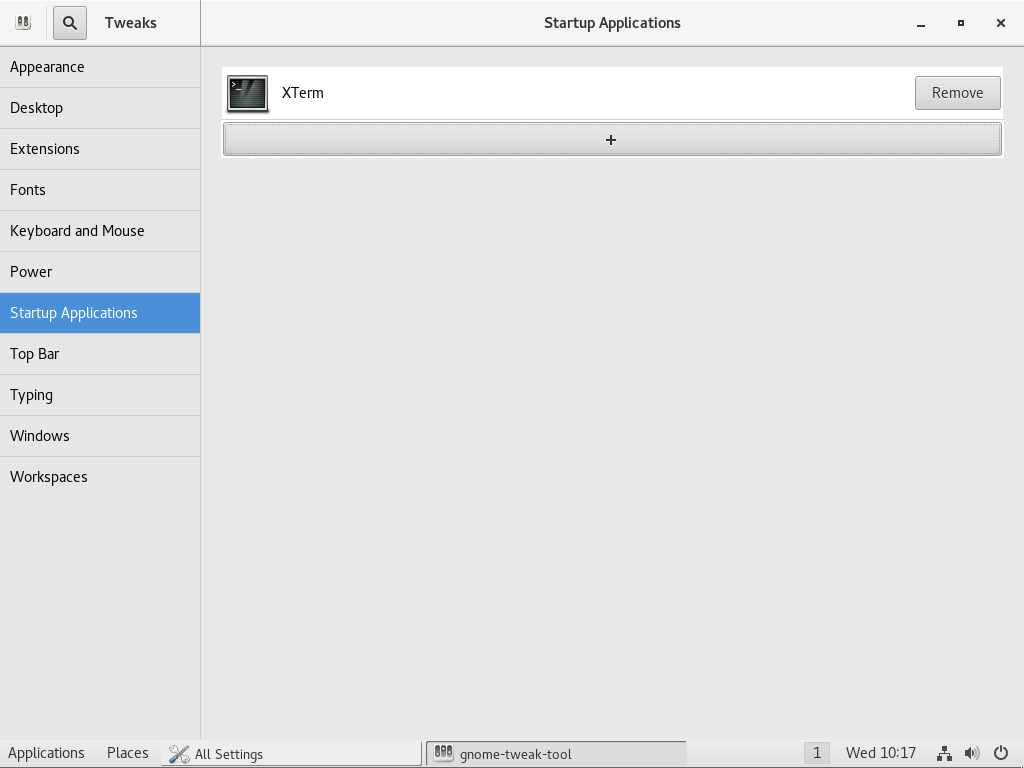 Tweaks
Startup Applications
Appearance
Desktop
Extensions
Fonts
Keyboard and Mouse
Power
Startup Applications
Top Bar
Typing
Windows
Workspaces
XTerm
Remove
+
Applications
Places
All Settings
gnome-tweak-tool
1
Wed 10:17